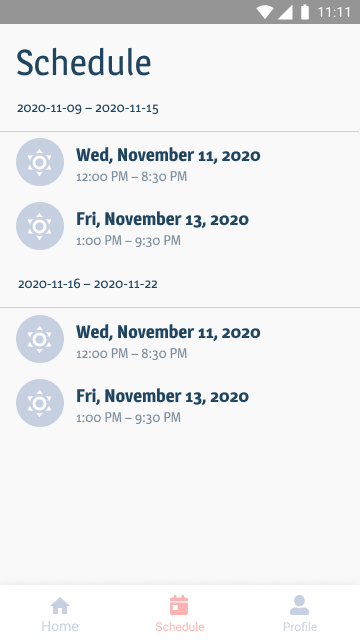 11:11
Schedule
2020-11-09 – 2020-11-15
Wed, November 11, 2020
12:00 PM – 8:30 PM
Fri, November 13, 2020
1:00 PM – 9:30 PM
2020-11-16 – 2020-11-22
Wed, November 11, 2020
12:00 PM – 8:30 PM
Fri, November 13, 2020
1:00 PM – 9:30 PM
Home Schedule Profile